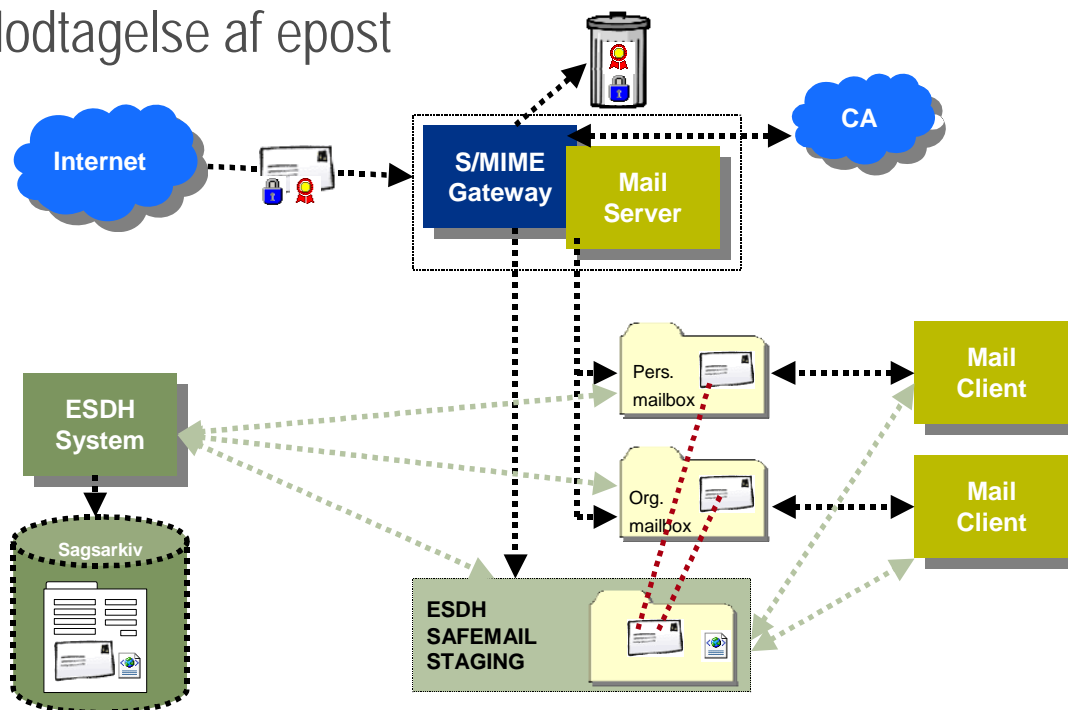 lodtagelse af epost
Internet
S/MIME
Gateway
Mail
Server
CA
Pers.
mailbox
Mail
Client
ESDH
System
Org.
mailbox
Mail
Client
Sagsarkiv
ESDH
SAFEMAIL
STAGING